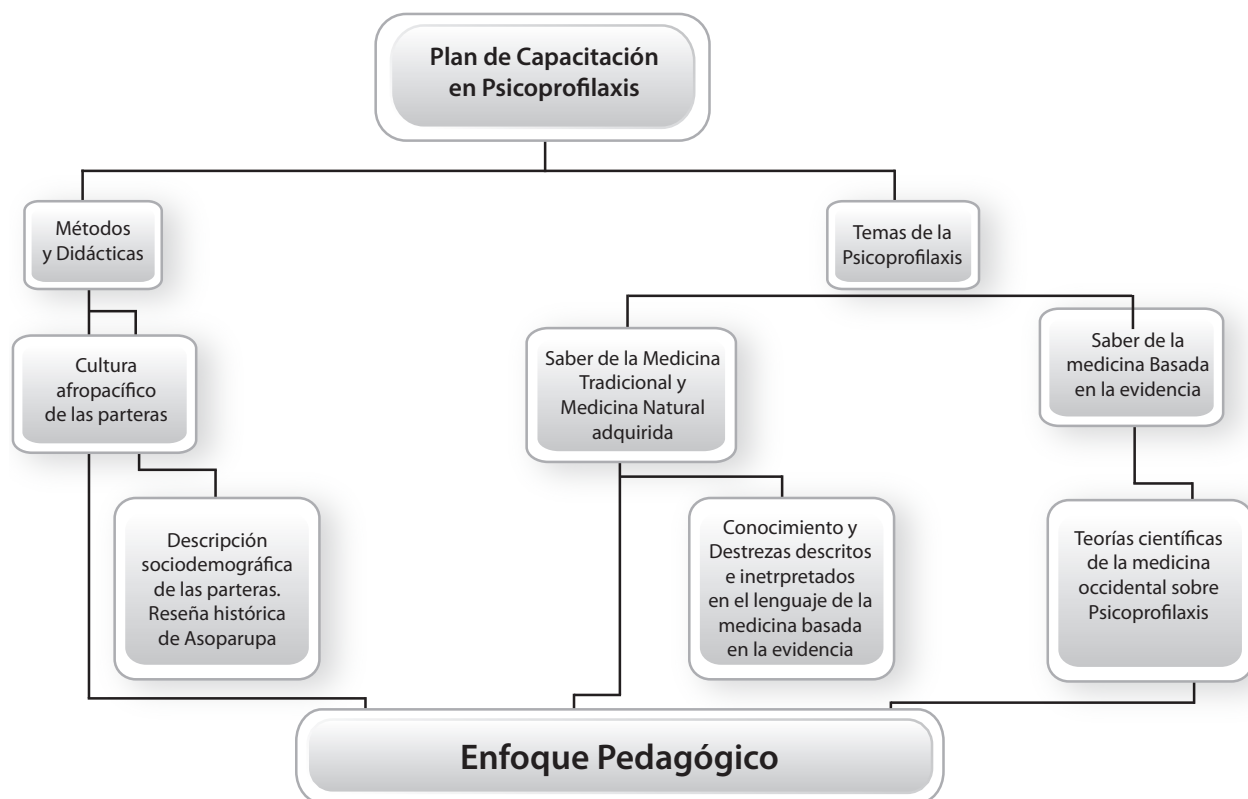 Plan de Capacitación
en Psicoprofilaxis
Métodos
y Didácticas
Temas de la
Psicoprofilaxis
Cultura
afropacífico
de las parteras
Saber de la Medicina
Tradicional y
Medicina Natural
adquirida
Saber de la
medicina Basada
en la evidencia
Descripción
sociodemográfica
de las parteras.
Reseña histórica
de Asoparupa
Conocimiento y
Destrezas descritos
e inetrpretados
en el lenguaje de la
medicina basada
en la evidencia
Teorías científicas
de la medicina
occidental sobre
Psicoprofilaxis
Enfoque Pedagógico